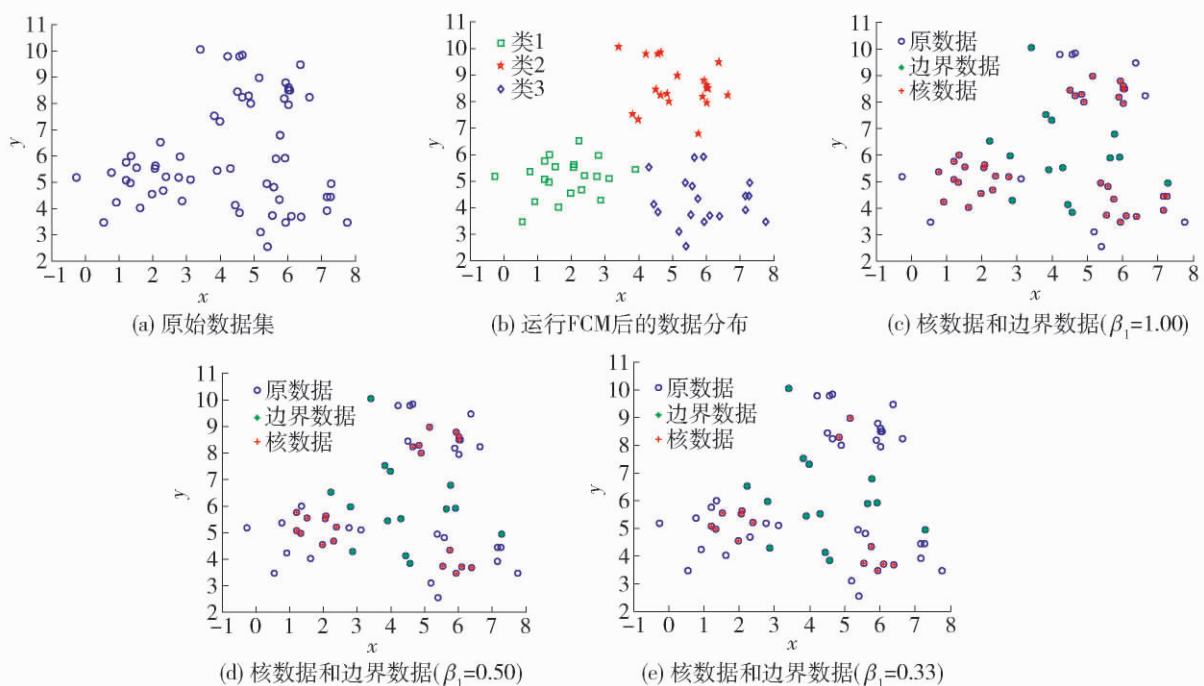 11
10
9
8
7
6
5
4
3
2
y
-1 0 1 2 3 4 5 6 7 8
x
(a) 原始数据集
11
10
9
8
7
6
5
4
3
2
y
类1
类2
类3
-1 0 1 2 3 4 5 6 7 8
x
(b) 运行FCM后的数据分布
11
10
9
8
7
6
5
4
3
2
y
原数据
边界数据
核数据
-1 0 1 2 3 4 5 6 7 8
x
(c) 核数据和边界数据(β₁=1.00)
11
10
9
8
7
6
5
4
3
2
y
原数据
边界数据
核数据
-1 0 1 2 3 4 5 6 7 8
x
(d) 核数据和边界数据(β₁=0.50)
11
10
9
8
7
6
5
4
3
2
y
原数据
边界数据
核数据
-1 0 1 2 3 4 5 6 7 8
x
(e) 核数据和边界数据(β₁=0.33)